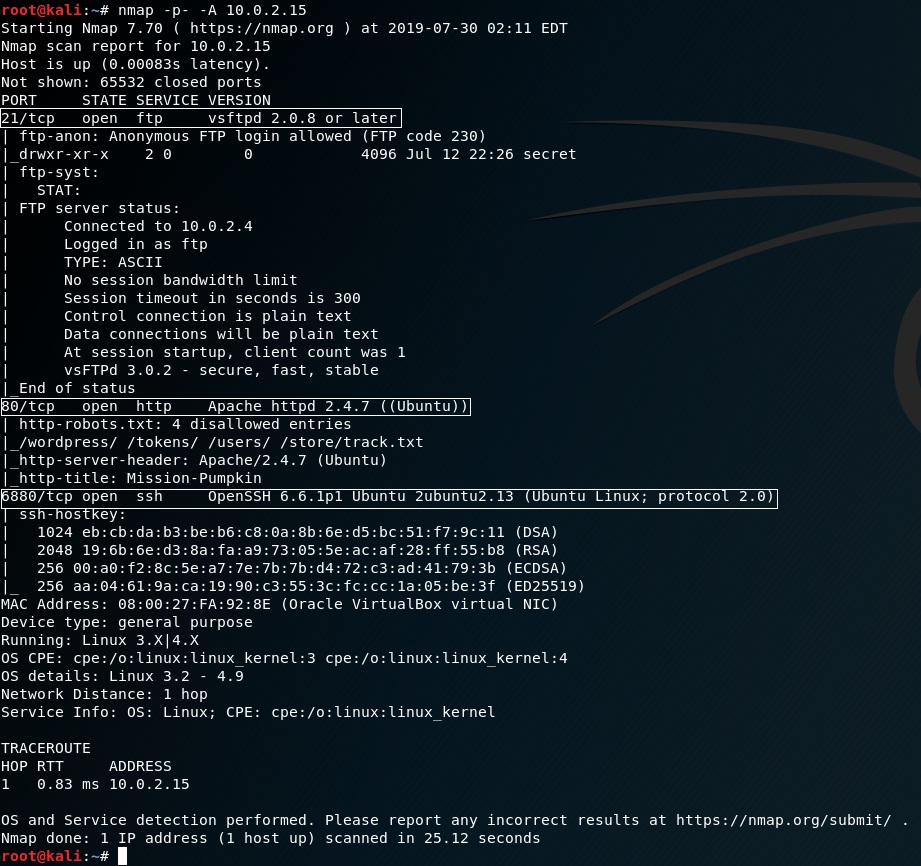 root@kali:~# nmap -p- -A 10.0.2.15
Starting Nmap 7.70 ( https://nmap.org ) at 2019-07-30 02:11 EDT
Nmap scan report for 10.0.2.15
Host is up (0.00083s latency).
Not shown: 65532 closed ports
PORT     STATE SERVICE VERSION
21/tcp   open  ftp     vsftpd 2.0.8 or later
| ftp-anon: Anonymous FTP login allowed (FTP code 230)
|_drwxr-xr-x    2 0        0            4096 Jul 12 22:26 secret
| ftp-syst:
|   STAT:
| FTP server status:
|      Connected to 10.0.2.4
|      Logged in as ftp
|      TYPE: ASCII
|      No session bandwidth limit
|      Session timeout in seconds is 300
|      Control connection is plain text
|      Data connections will be plain text
|      At session startup, client count was 1
|      vsFTPd 3.0.2 - secure, fast, stable
|_End of status
80/tcp   open  http    Apache httpd 2.4.7 ((Ubuntu))
| http-robots.txt: 4 disallowed entries
|_/wordpress/ /tokens/ /users/ /store/track.txt
|_http-server-header: Apache/2.4.7 (Ubuntu)
|_http-title: Mission-Pumpkin
6880/tcp open  ssh     OpenSSH 6.6.1p1 Ubuntu 2ubuntu2.13 (Ubuntu Linux; protocol 2.0)
| ssh-hostkey:
|   1024 eb:cb:da:b3:be:b6:c8:0a:8b:6e:d5:bc:51:f7:9c:11 (DSA)
|   2048 19:6b:6e:d3:8a:fa:a9:73:05:5e:ac:af:28:ff:55:b8 (RSA)
|   256 00:a0:f2:8c:5e:a7:7e:7b:7b:d4:72:c3:ad:41:79:3b (ECDSA)
|_  256 aa:04:61:9a:ca:19:90:c3:55:3c:fc:cc:1a:05:be:3f (ED25519)
MAC Address: 08:00:27:FA:92:8E (Oracle VirtualBox virtual NIC)
Device type: general purpose
Running: Linux 3.X|4.X
OS CPE: cpe:/o:linux:linux_kernel:3 cpe:/o:linux:linux_kernel:4
OS details: Linux 3.2 - 4.9
Network Distance: 1 hop
Service Info: OS: Linux; CPE: cpe:/o:linux:linux_kernel
TRACEROUTE
HOP RTT     ADDRESS
1   0.83 ms 10.0.2.15
OS and Service detection performed. Please report any incorrect results at https://nmap.org/submit/ .
Nmap done: 1 IP address (1 host up) scanned in 25.12 seconds
root@kali:~#